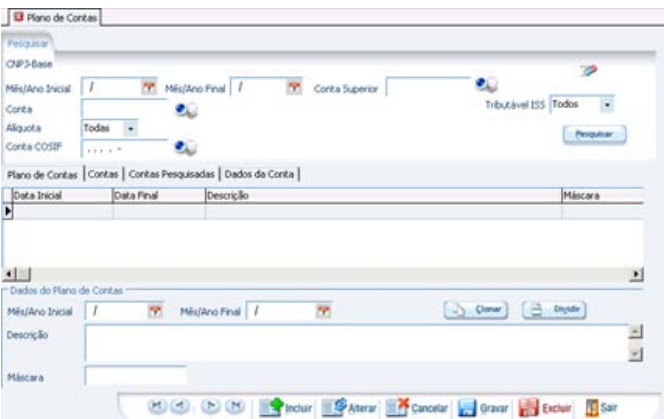 Plano de Contas
Pesquisar
CNPJ-Base
Mês/Ano Inicial / Mês/Ano Final / Conta Superior
Conta Tributável ISS Todos
Alíquota Todas Pesquisar
Conta COSIF . . . . -
Plano de Contas Contas Contas Pesquisadas Dados da Conta
Data Inicial Data Final Descrição Máscara
Dados do Plano de Contas
Mês/Ano Inicial / Mês/Ano Final / Clonar Dividir
Descrição
Máscara
Incluir Alterar Cancelar Gravar Excluir Sair